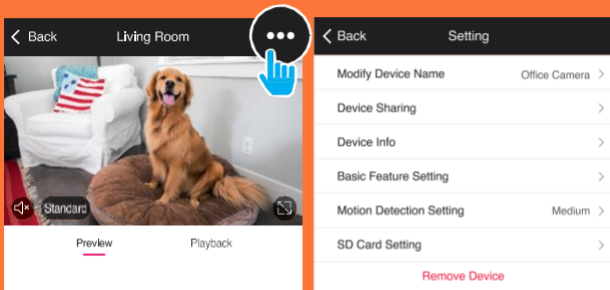 Back
Living Room
Standard
Preview
Playback
Back
Setting
Modify Device Name
Office Camera
Device Sharing
Device Info
Basic Feature Setting
Motion Detection Setting
Medium
SD Card Setting
Remove Device